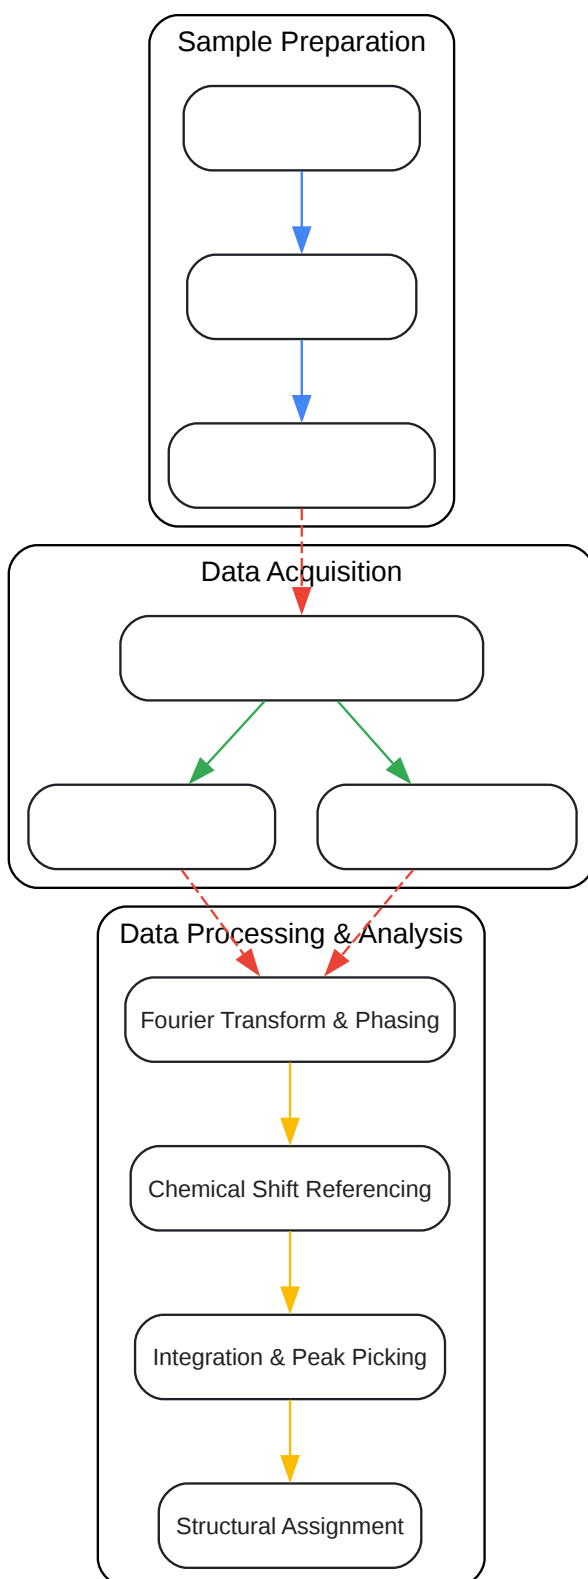 Sample Preparation
Data Acquisition
Data Processing & Analysis
Fourier Transform & Phasing
Chemical Shift Referencing
Integration & Peak Picking
Structural Assignment